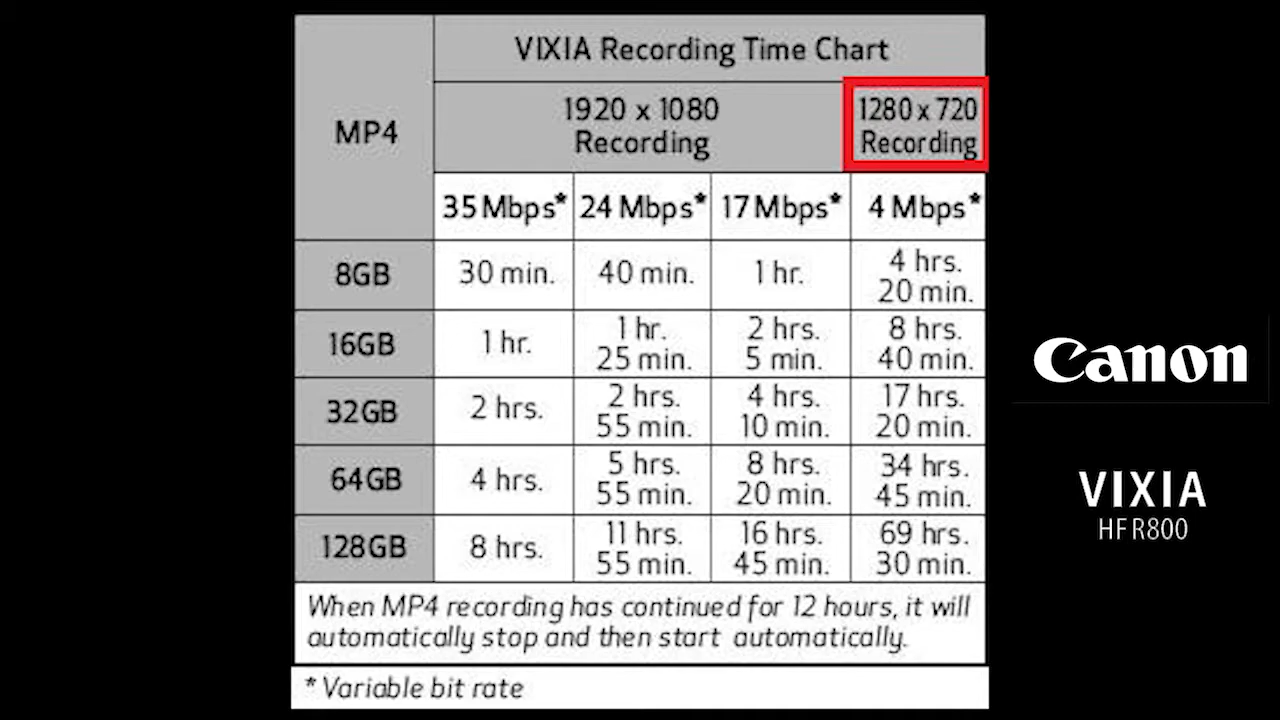 VIXIA Recording Time Chart
MP4
1920 x 1080
Recording
1280 x 720
Recording
35 Mbps* 24 Mbps* 17 Mbps* 4 Mbps*
8GB 30 min. 40 min. 1 hr. 4 hrs.
20 min.
16GB 1 hr. 1 hr.
25 min. 2 hrs.
5 min. 8 hrs.
40 min.
32GB 2 hrs. 2 hrs.
55 min. 4 hrs.
10 min. 17 hrs.
20 min.
64GB 4 hrs. 5 hrs.
55 min. 8 hrs.
20 min. 34 hrs.
45 min.
128GB 8 hrs. 11 hrs.
55 min. 16 hrs.
45 min. 69 hrs.
30 min.
When MP4 recording has continued for 12 hours, it will
automatically stop and then start automatically.
* Variable bit rate
Canon
VIXIA
HF R800